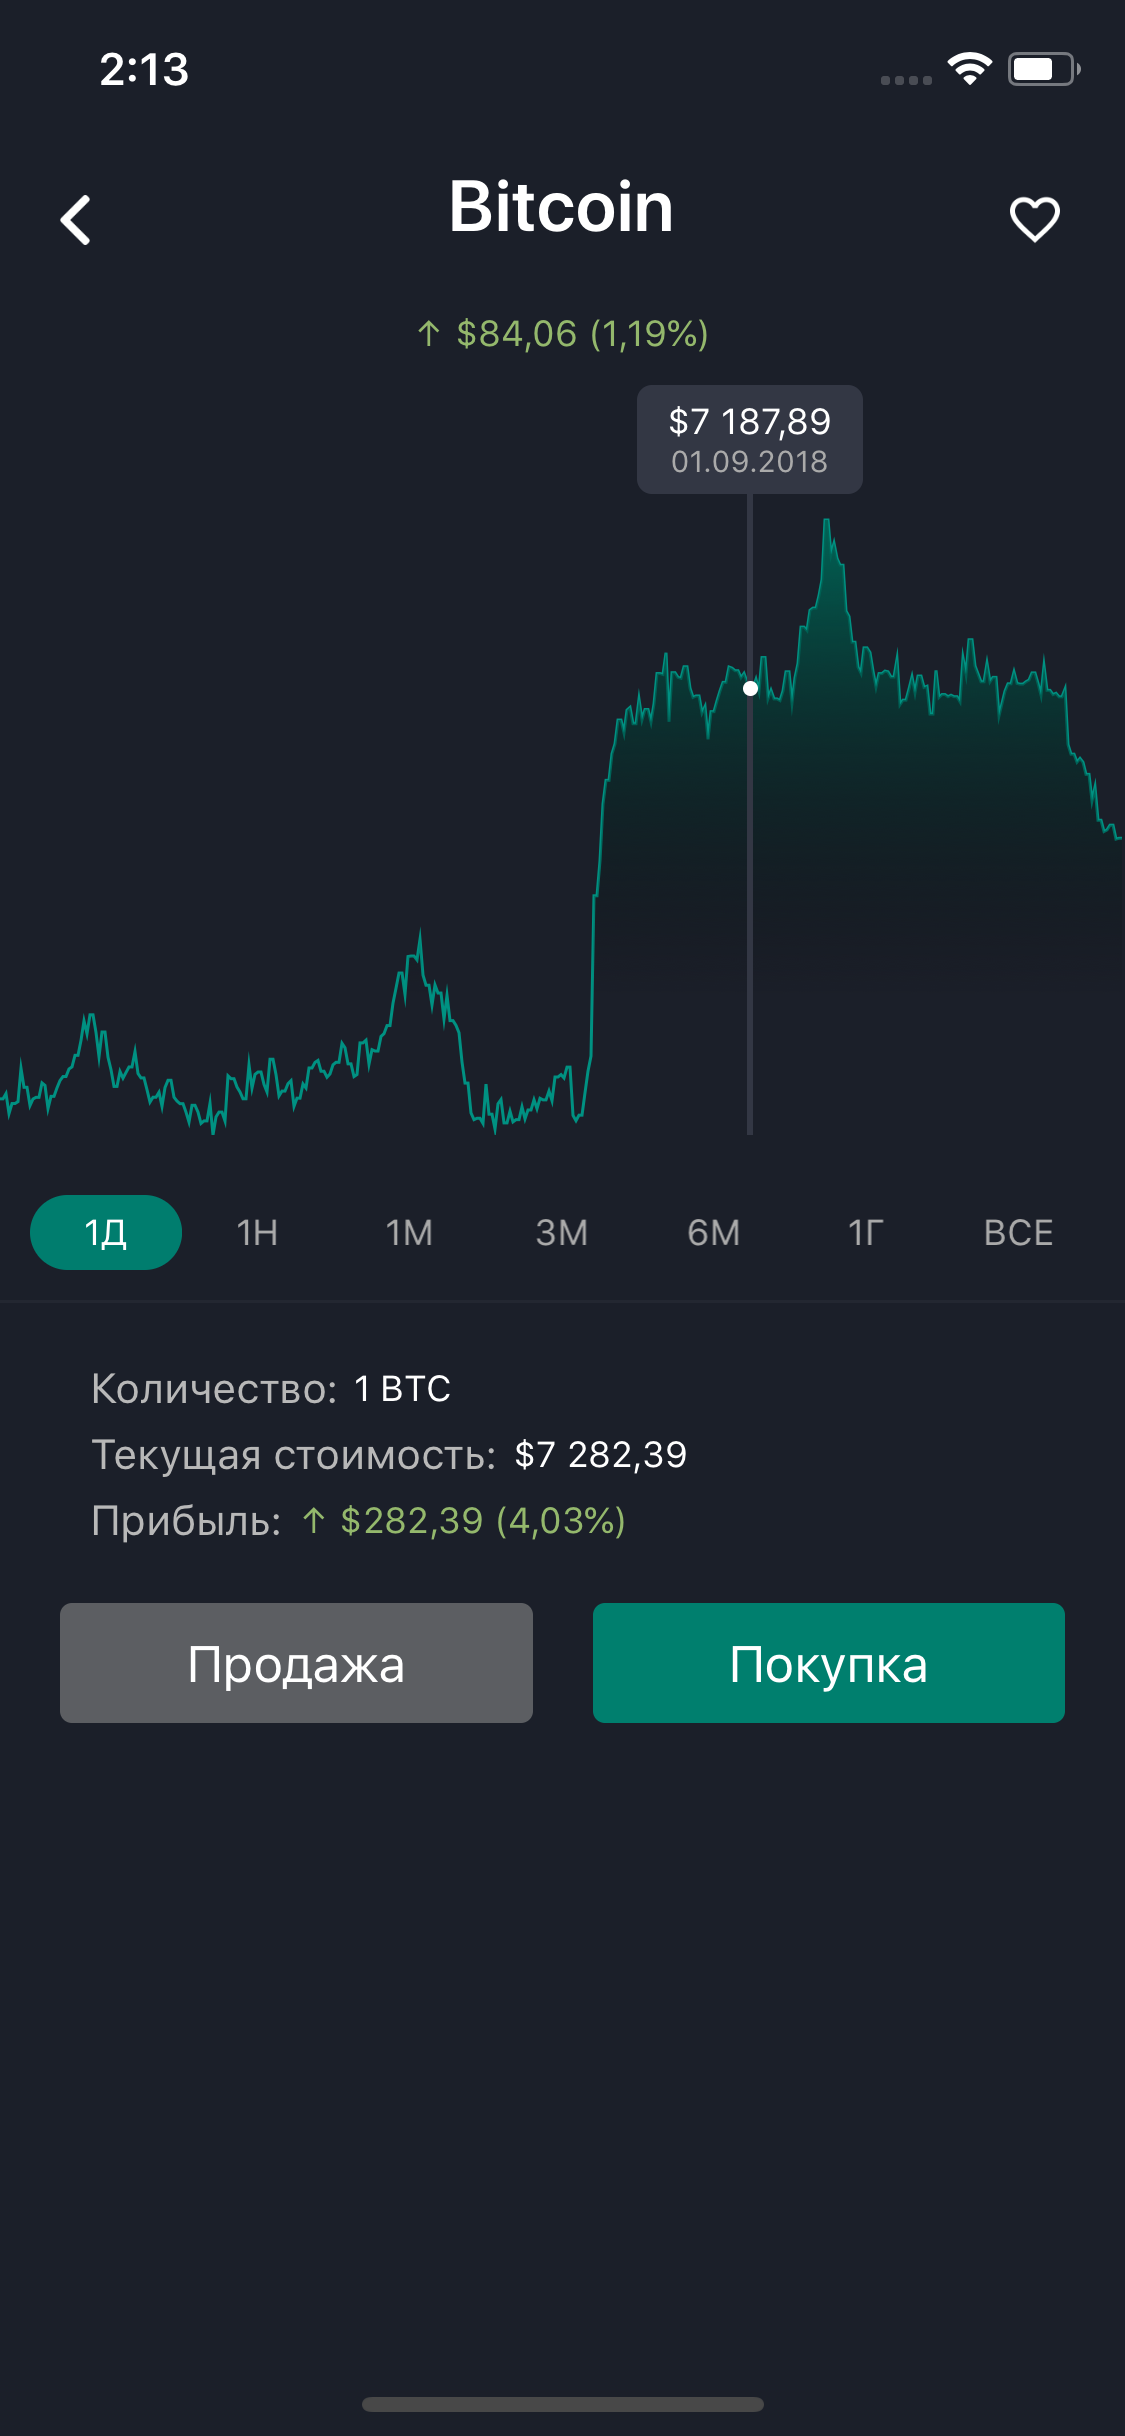 2:13
Bitcoin
↑ $84,06 (1,19%)
$7 187,89
01.09.2018
1Д 1Н 1М 3М 6М 1Г ВСЕ
Количество: 1 BTC
Текущая стоимость: $7 282,39
Прибыль: ↑ $282,39 (4,03%)
Продажа Покупка